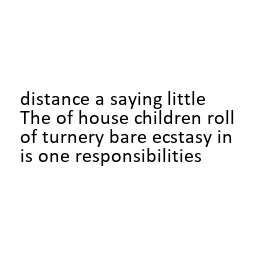 distance a saying little
The of house children roll
of turnery bare ecstasy in
is one responsibilities